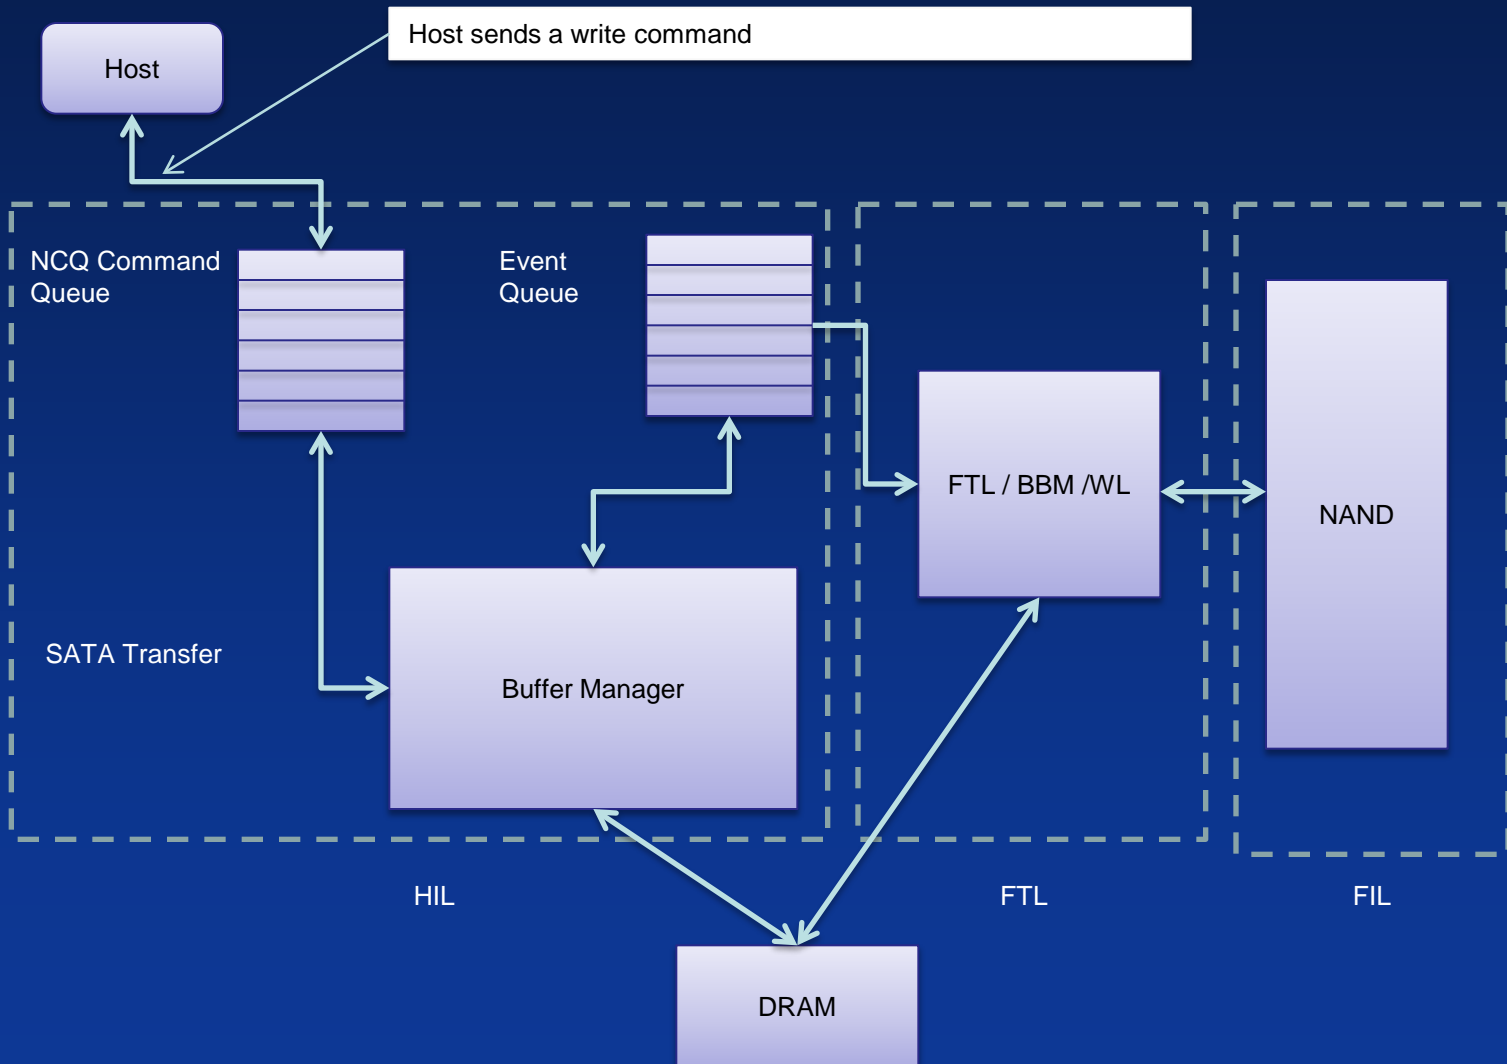 Host sends a write command
Host
NCQ Command
Queue
Event
Queue
FTL / BBM /WL
NAND
SATA Transfer
Buffer Manager
HIL
FTL
FIL
DRAM